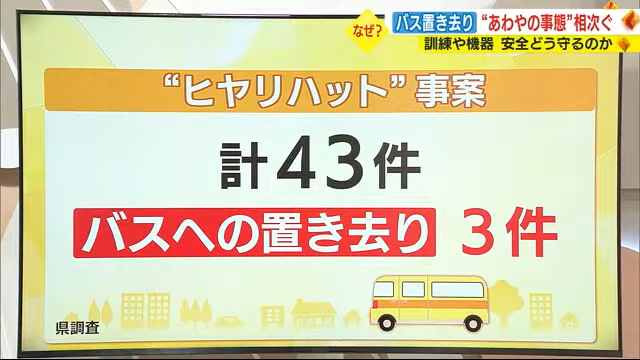 なぜ?
バス置き去り “あわやの事態”相次ぐ
訓練や機器 安全どう守るのか
“ヒヤリハット”事案
計43件
バスへの置き去り 3件
県調査